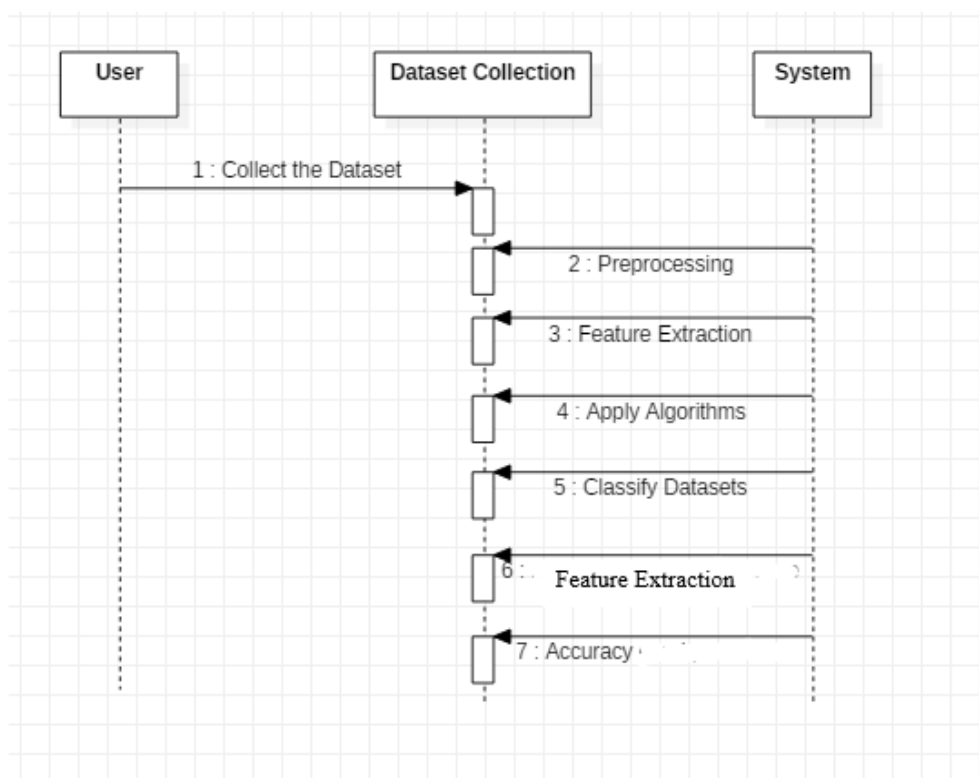 User
Dataset Collection
System
1 : Collect the Dataset
2 : Preprocessing
3 : Feature Extraction
4 : Apply Algorithms
5 : Classify Datasets
6 :
Feature Extraction
7 : Accuracy